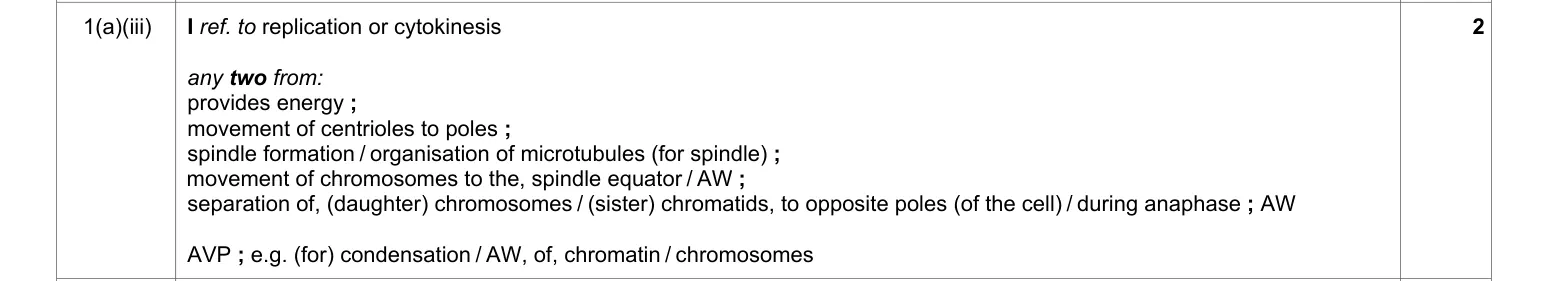 1(a)(iii) I ref. to replication or cytokinesis 2
any two from:
provides energy ;
movement of centrioles to poles ;
spindle formation / organisation of microtubules (for spindle) ;
movement of chromosomes to the, spindle equator / AW ;
separation of, (daughter) chromosomes / (sister) chromatids, to opposite poles (of the cell) / during anaphase ; AW
AVP ; e.g. (for) condensation / AW, of, chromatin / chromosomes